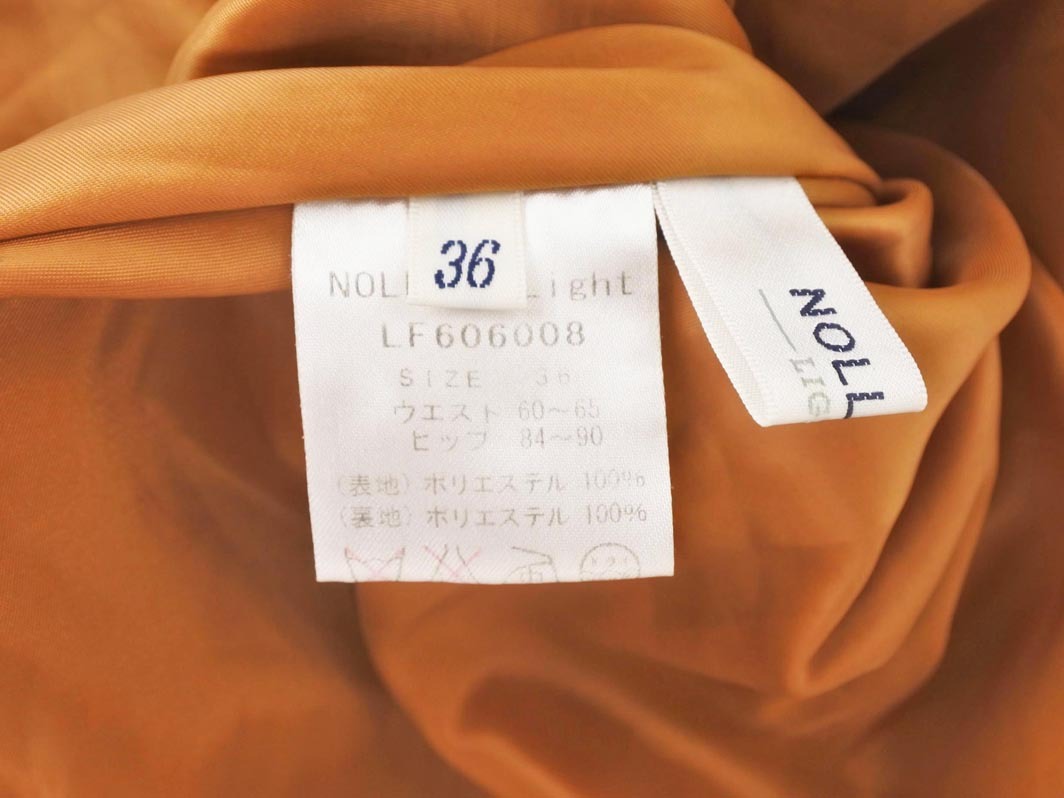 36
NOLL ight
LF606008
SIZE 36
ウエスト 60～65
ヒップ 84～90
(表地) ポリエステル 100%
(裏地) ポリエステル 100%
NOLL
LIG